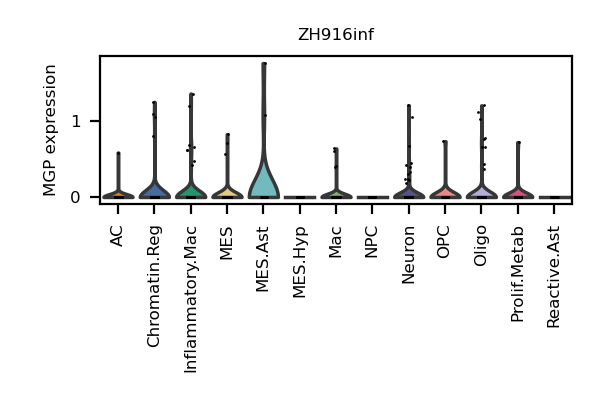 ZH916inf
MGP expression
1
0
AC
Chromatin.Reg
Inflammatory.Mac
MES
MES.Ast
MES.Hyp
Mac
NPC
Neuron
OPC
Oligo
Prolif.Metab
Reactive.Ast